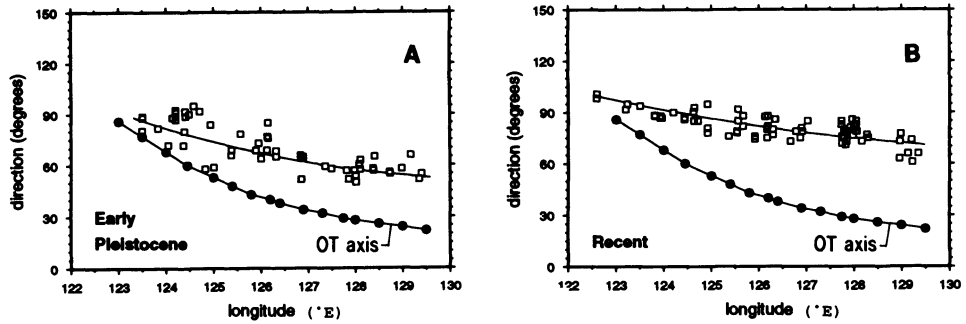 150
120
90
60
30
0
direction (degrees)
A
Early
Pleistocene
OT axis
122 123 124 125 126 127 128 129 130
longitude (°E)
150
120
90
60
30
0
direction (degrees)
B
Recent
OT axis
122 123 124 125 126 127 128 129 130
longitude (°E)